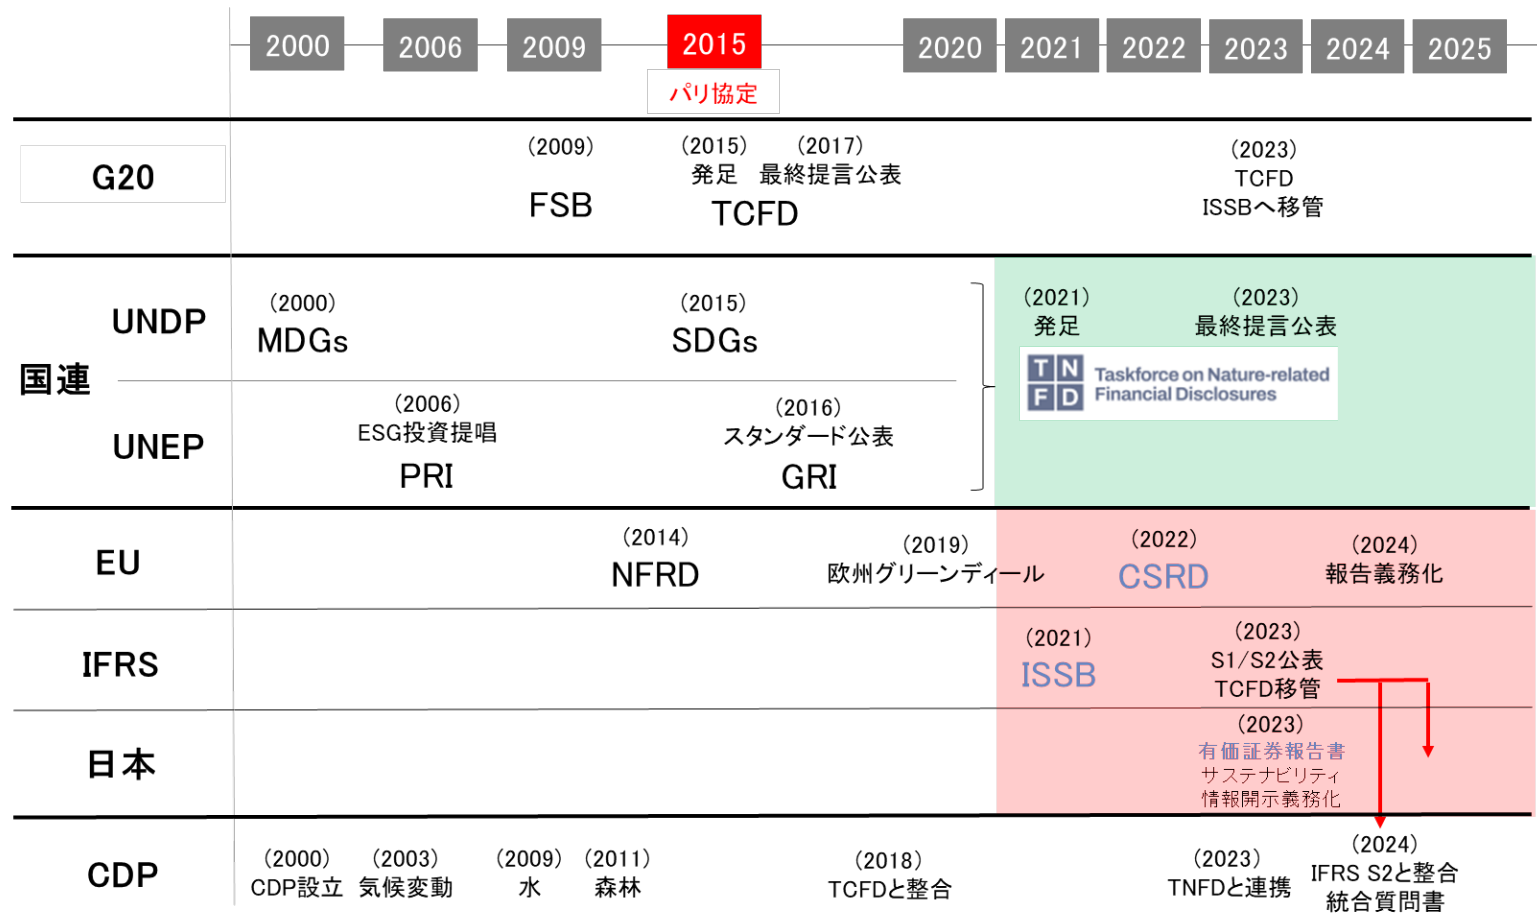 2000
2006
2009
2015
2020
2021
2022
2023
2024
2025
パリ協定
G20
（2009）
FSB
（2015）
発足
（2017）
最終提言公表
TCFD
（2023）
TCFD
ISSBへ移管
国連
UNDP
（2000）
MDGs
（2015）
SDGs
（2021）
発足
（2023）
最終提言公表
TN
FD
Taskforce on Nature-related
Financial Disclosures
UNEP
（2006）
ESG投資提唱
PRI
（2016）
スタンダード公表
GRI
EU
（2014）
NFRD
（2019）
欧州グリーンディール
（2022）
CSRD
（2024）
報告義務化
IFRS
（2021）
ISSB
（2023）
S1/S2公表
TCFD移管
日本
（2023）
有価証券報告書
サステナビリティ
情報開示義務化
CDP
（2000）
CDP設立
（2003）
気候変動
（2009）
水
（2011）
森林
（2018）
TCFDと整合
（2023）
TNFDと連携
（2024）
IFRS S2と整合
統合質問書